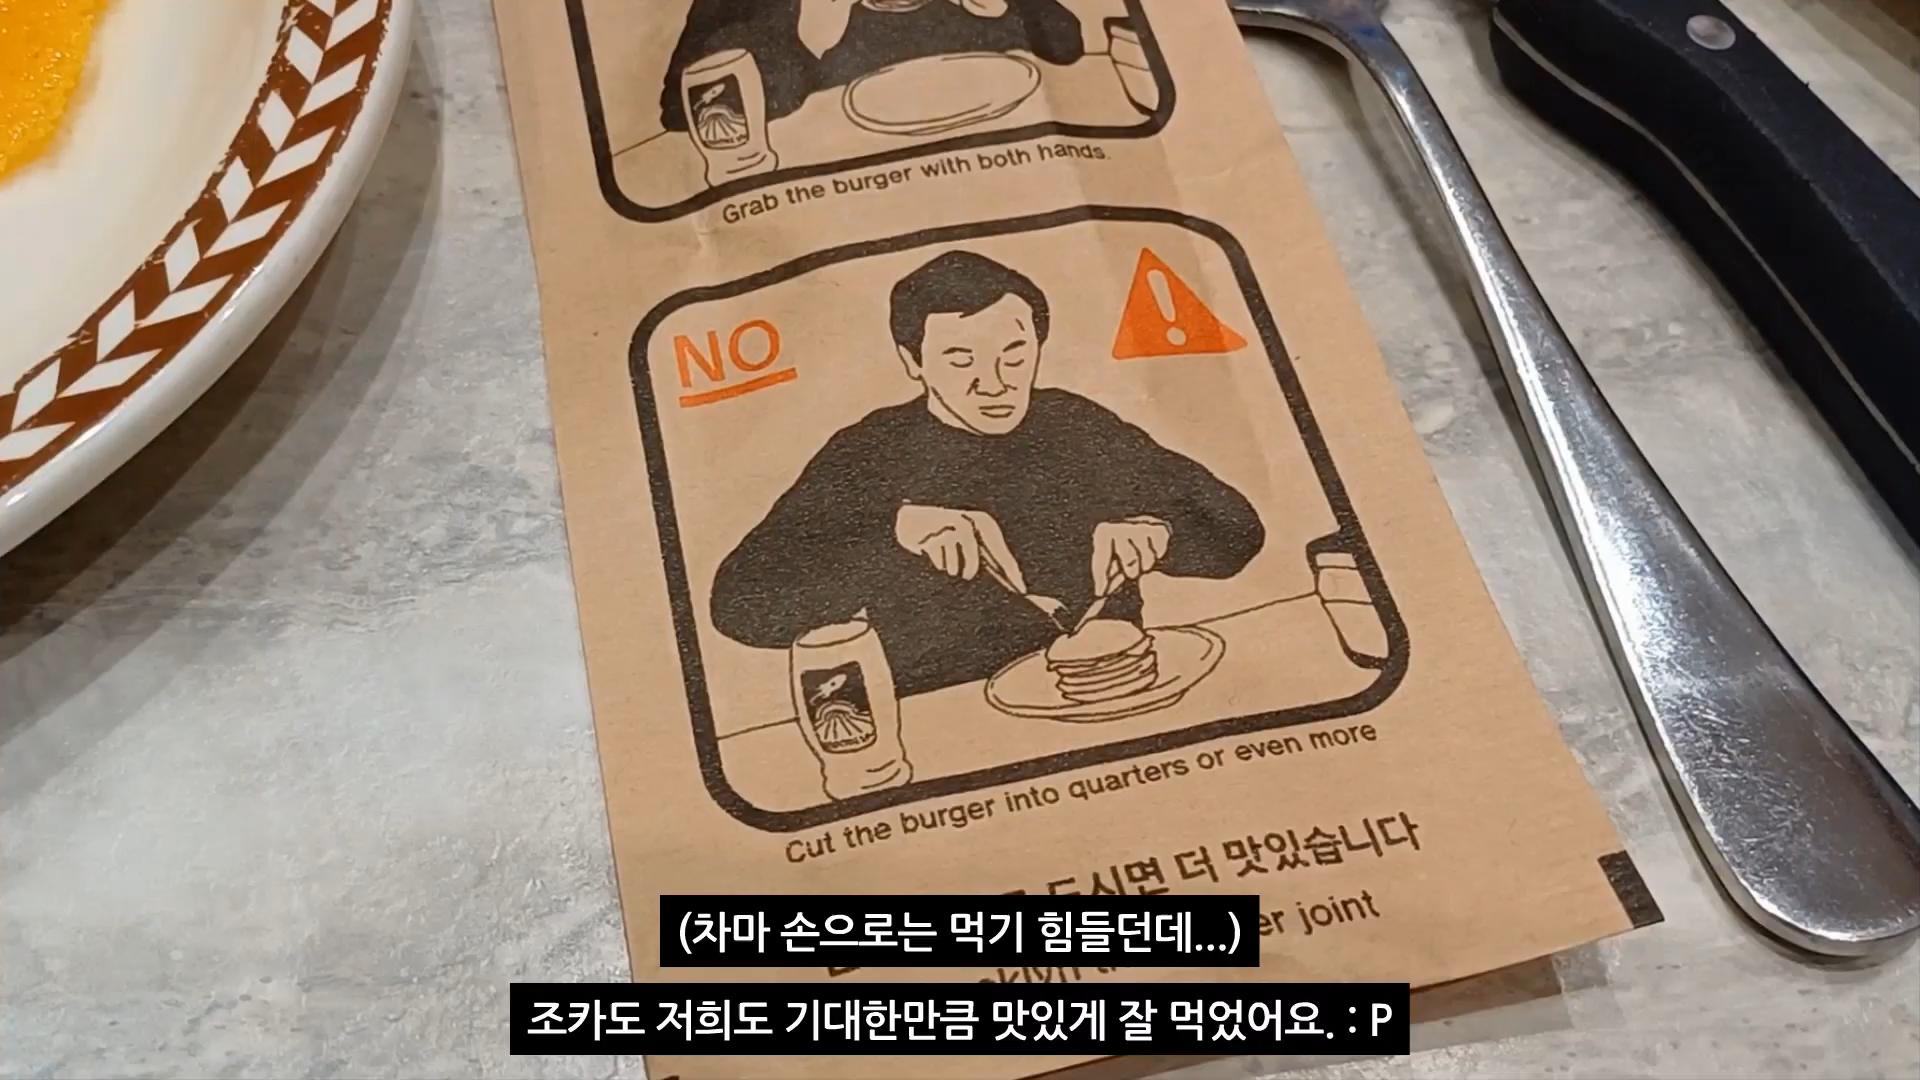 Grab the burger with both hands.
NO
Cut the burger into quarters or even more
드시면 더 맛있습니다
joint
(차마 손으로는 먹기 힘들던데...)
조카도 저희도 기대한만큼 맛있게 잘 먹었어요. : P